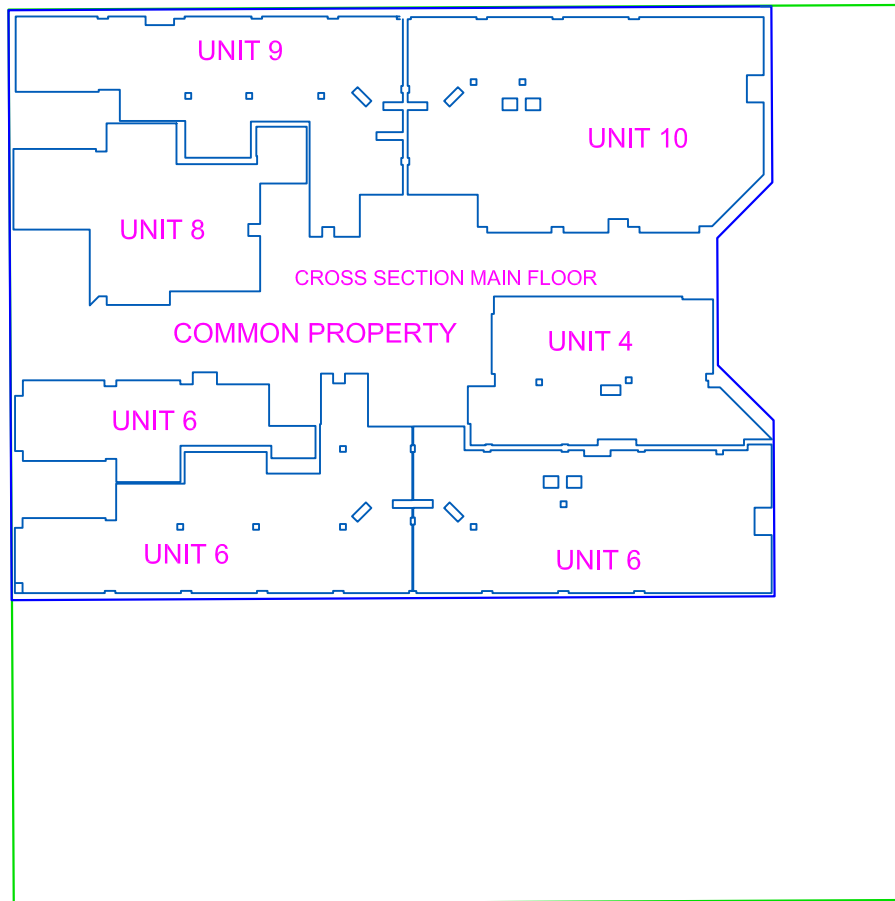 UNIT 9
UNIT 10
UNIT 8
CROSS SECTION MAIN FLOOR
COMMON PROPERTY
UNIT 4
UNIT 6
UNIT 6
UNIT 6